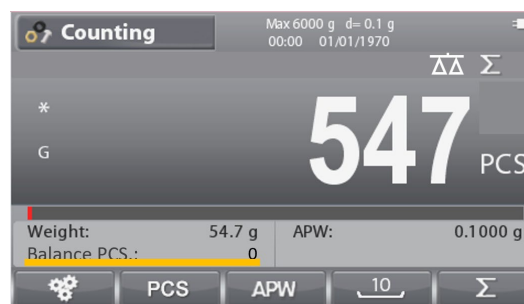 Counting
Max 6000 g d= 0.1 g
00:00 01/01/1970
Σ
*
G
547 PCS
Weight: 54.7 g APW: 0.1000 g
Balance PCS.: 0
PCS APW 10 Σ